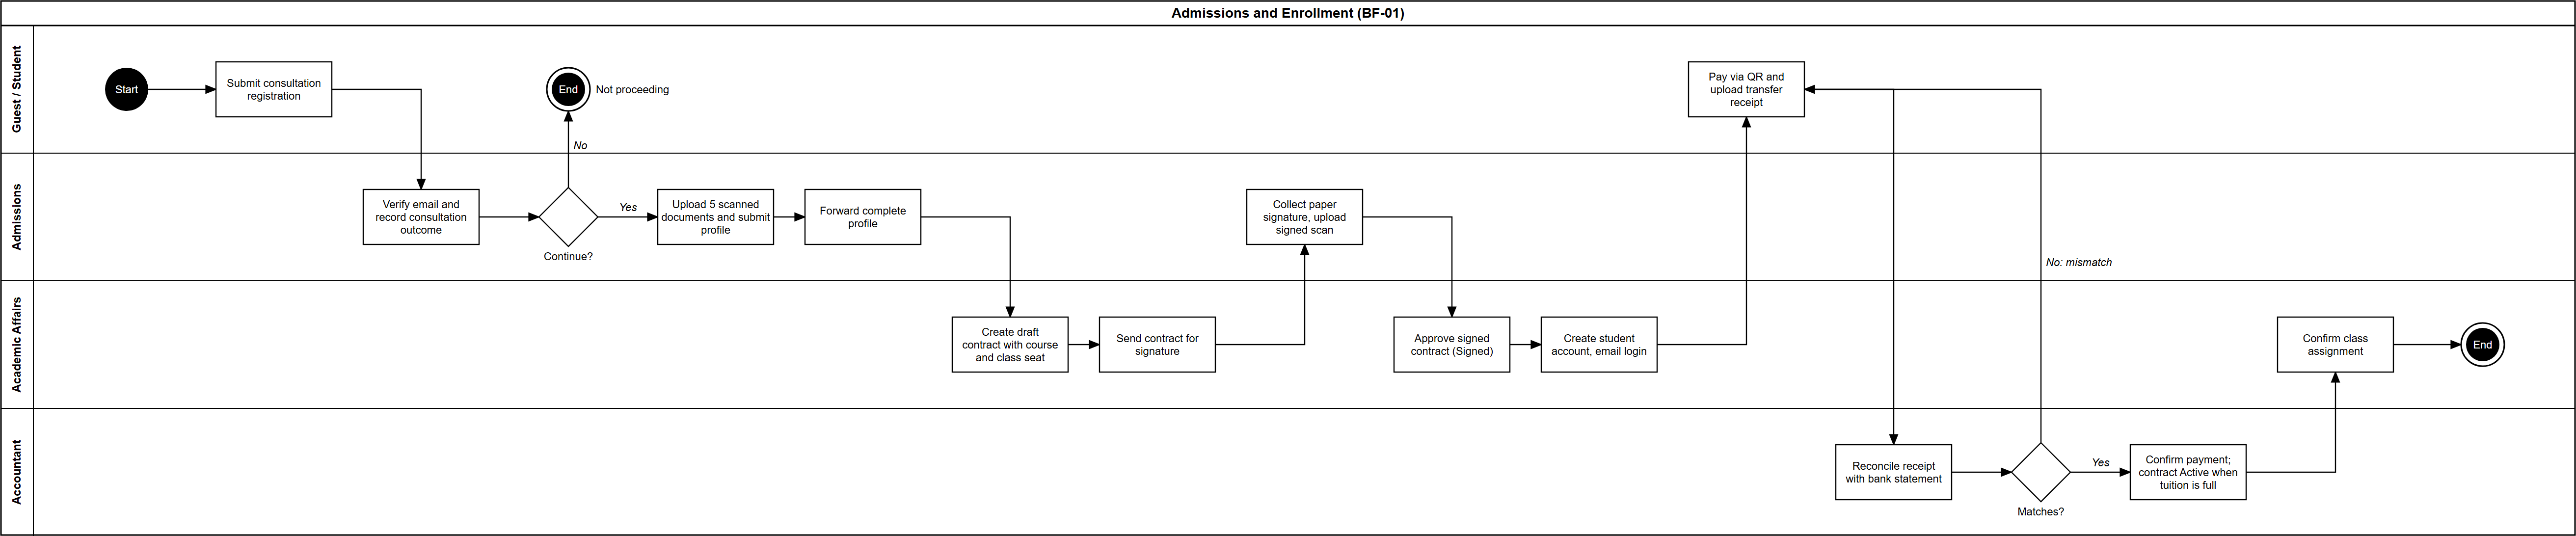 Admissions and Enrollment (BF-01)
Guest / Student
Start
Submit consultation
registration
End
Not proceeding
No
Pay via QR and
upload transfer
receipt
Admissions
Verify email and
record consultation
outcome
Continue?
Yes
Upload 5 scanned
documents and submit
profile
Forward complete
profile
Collect paper
signature, upload
signed scan
No: mismatch
Academic Affairs
Create draft
contract with course
and class seat
Send contract for
signature
Approve signed
contract (Signed)
Create student
account, email login
Confirm class
assignment
End
Accountant
Reconcile receipt
with bank statement
Matches?
Yes
Confirm payment;
contract Active when
tuition is full